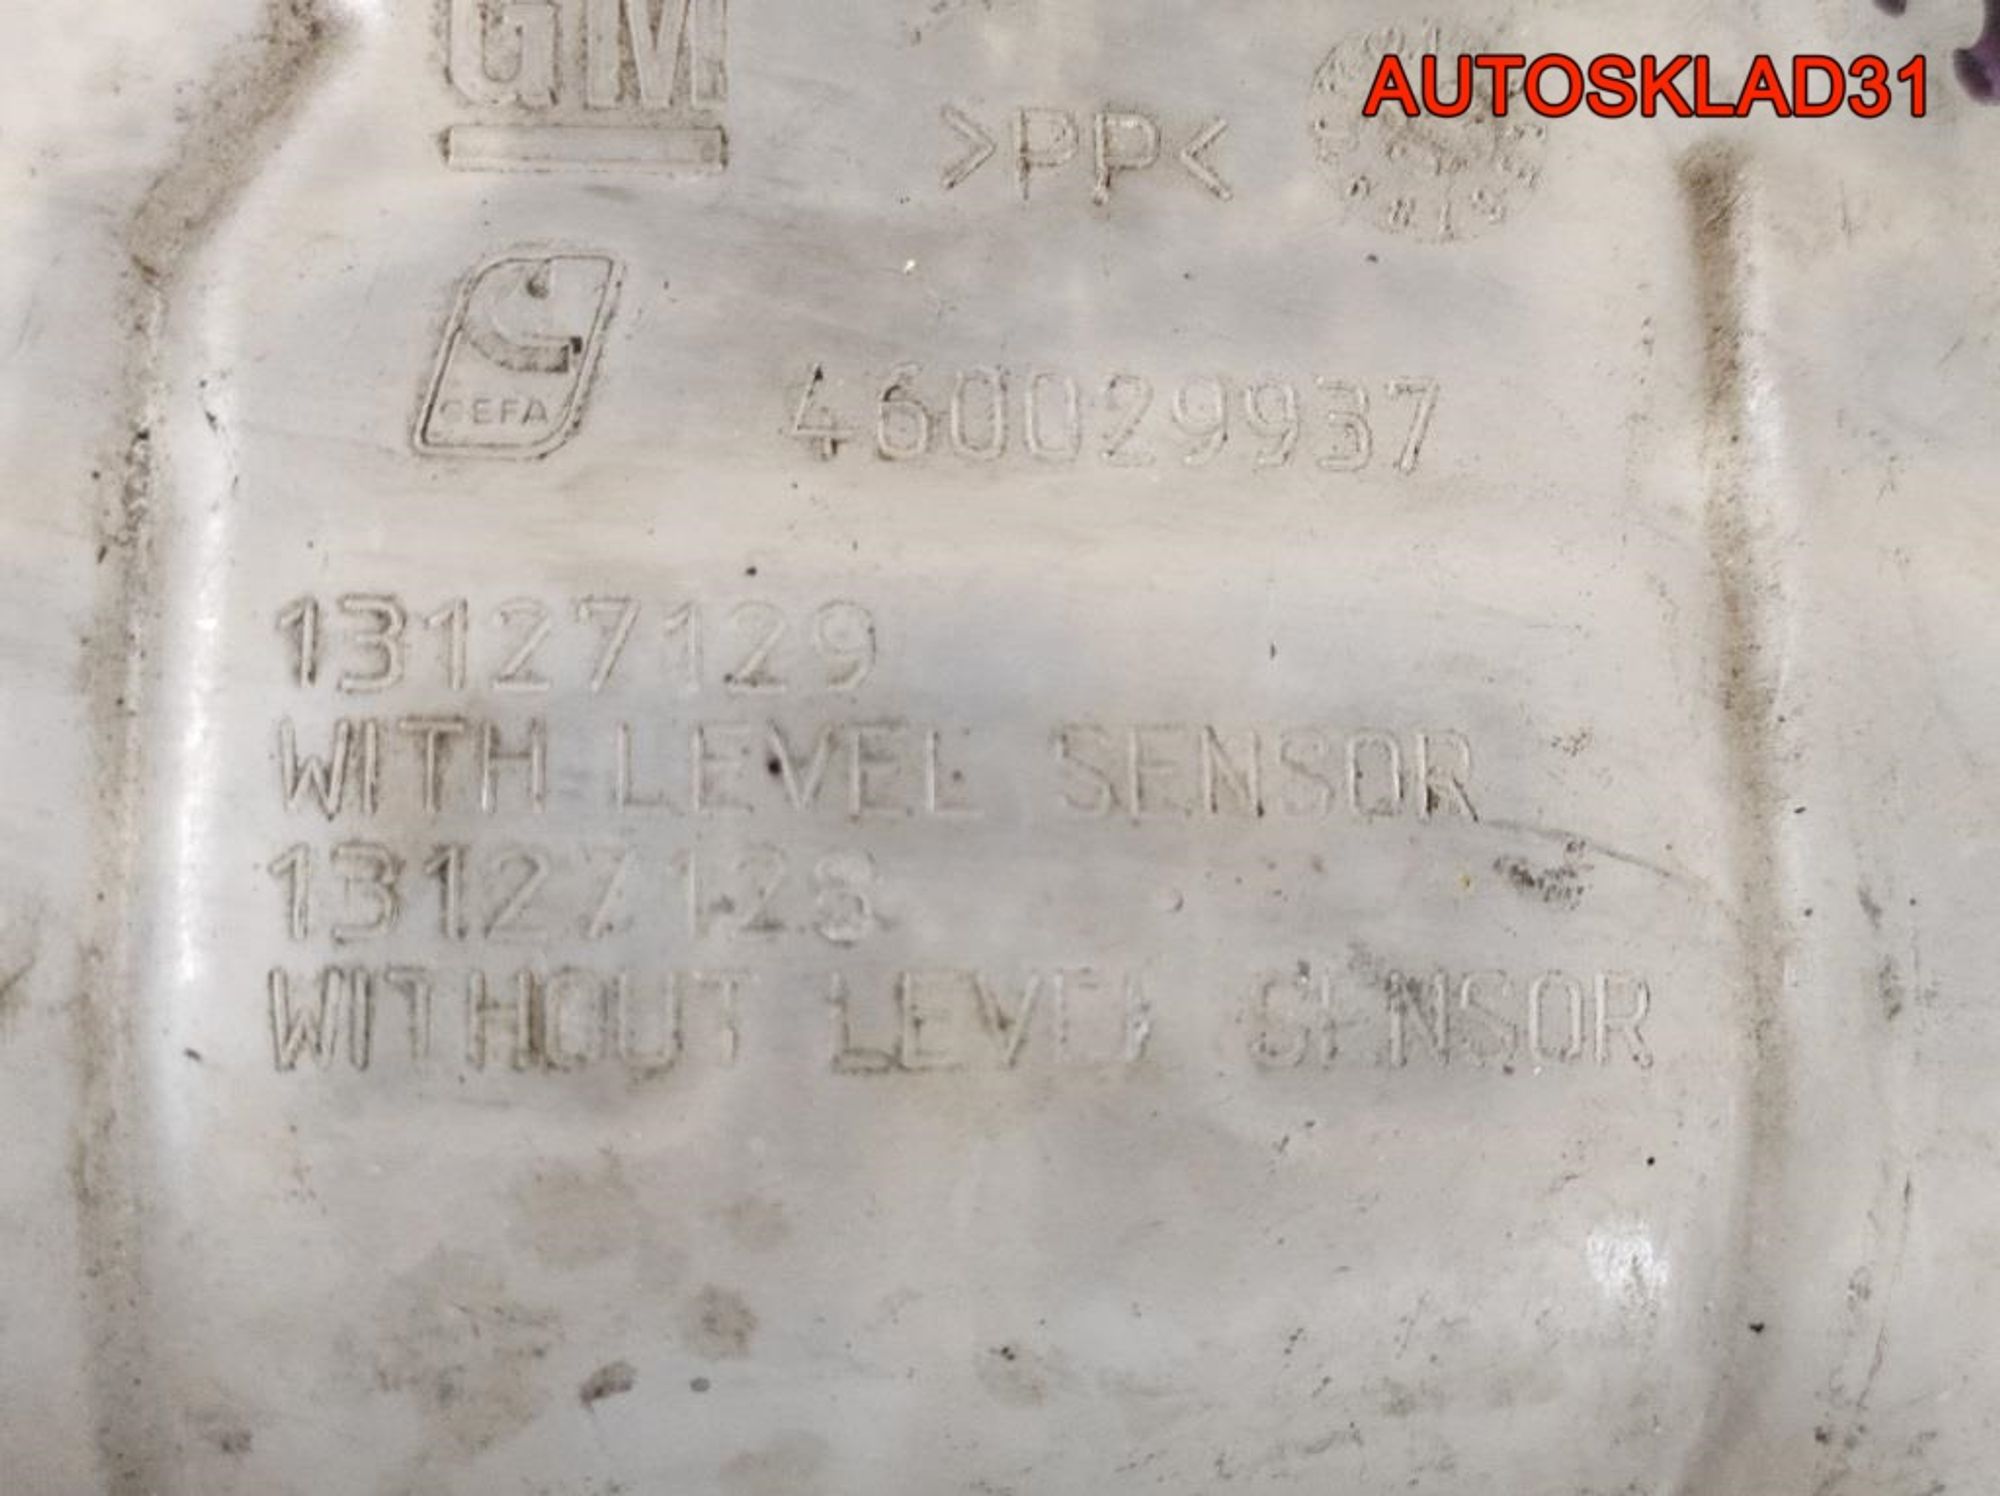 AUTOSKLAD31
GM
>PP<
460029937
CEFA
13127129
WITH LEVEL SENSOR
13127128
WITHOUT LEVEL SENSOR